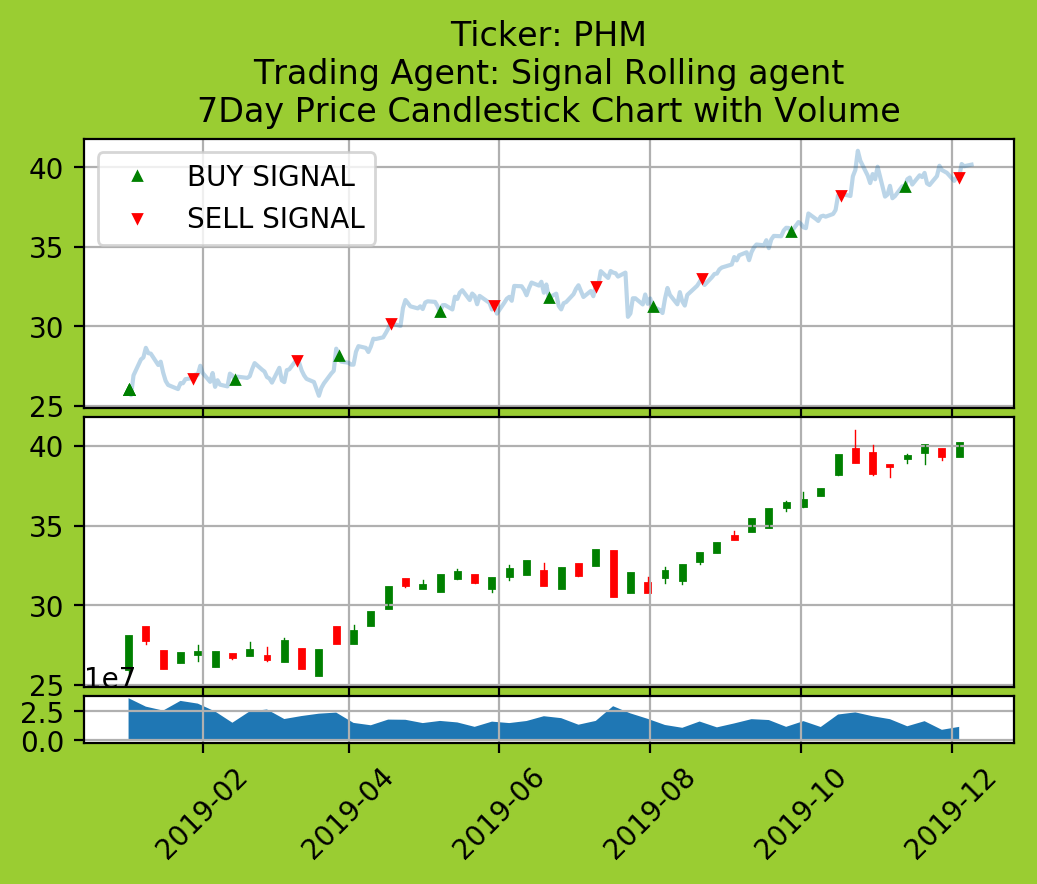 Ticker: PHM
Trading Agent: Signal Rolling agent
7Day Price Candlestick Chart with Volume
BUY SIGNAL
SELL SIGNAL
40
35
30
25
40
35
30
25
1e7
2.5
0.0
2019-02
2019-04
2019-06
2019-08
2019-10
2019-12